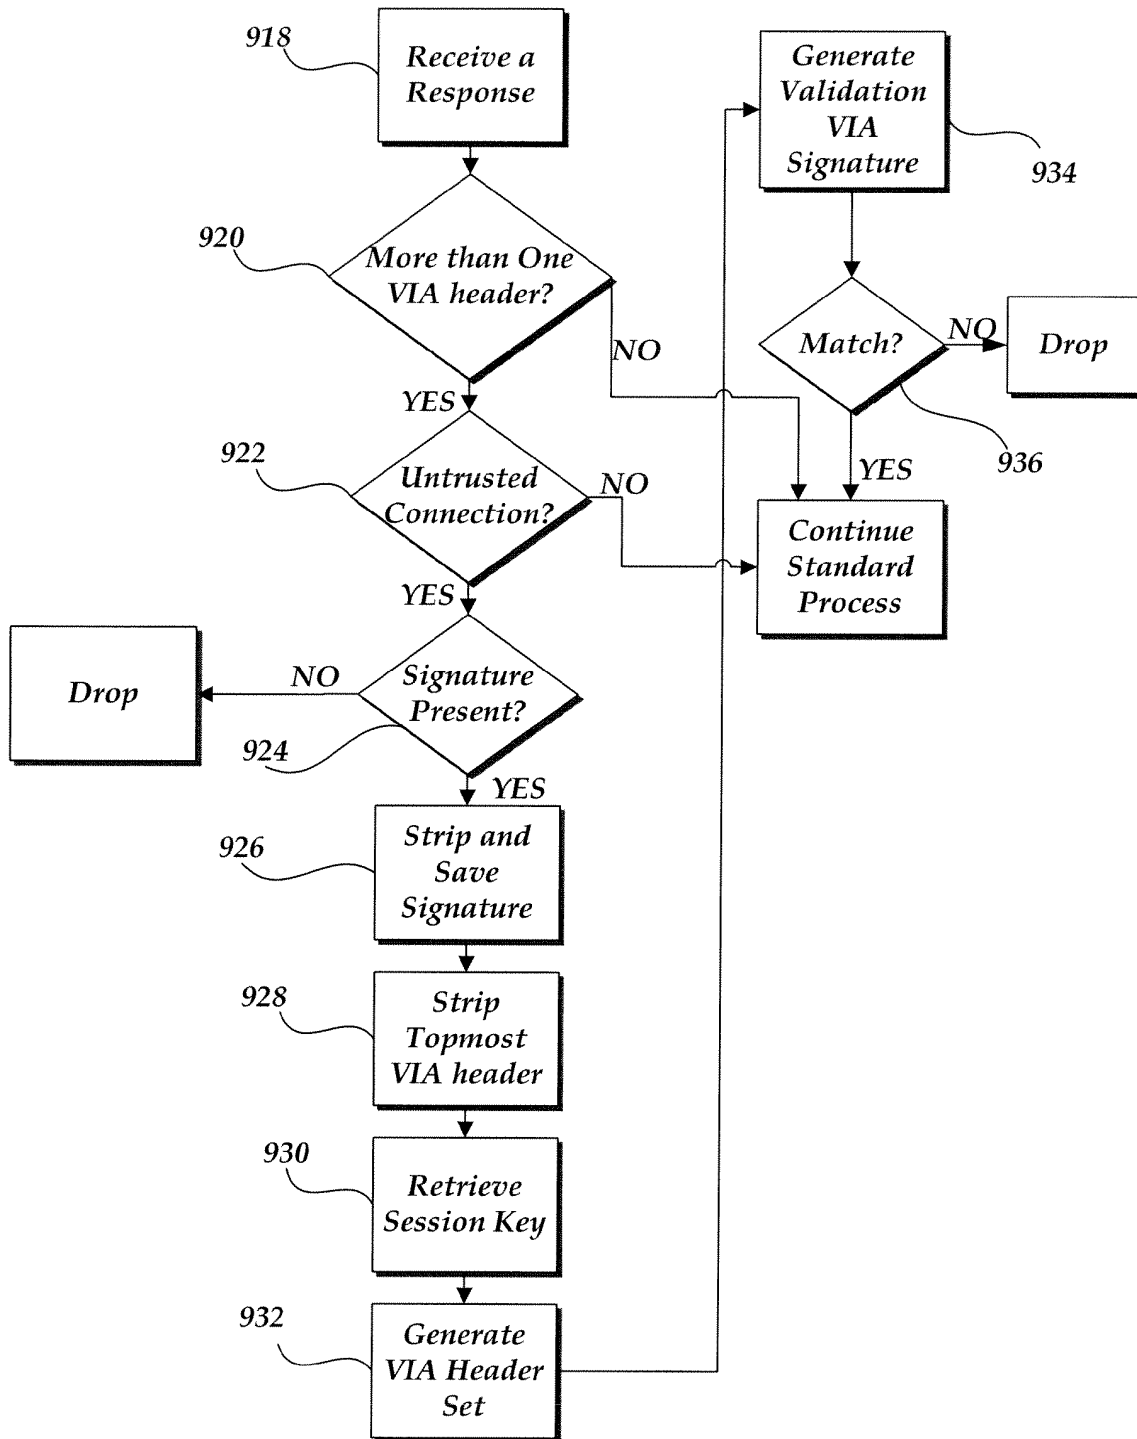 918
Receive a
Response
920
More than One
VIA header?
NO
YES
922
Untrusted
Connection?
NO
YES
Signature
Present?
NO
Drop
924
YES
926
Strip and
Save
Signature
928
Strip
Topmost
VIA header
930
Retrieve
Session Key
932
Generate
VIA Header
Set
Generate
Validation
VIA
Signature
934
Match?
NO
Drop
936
YES
Continue
Standard
Process